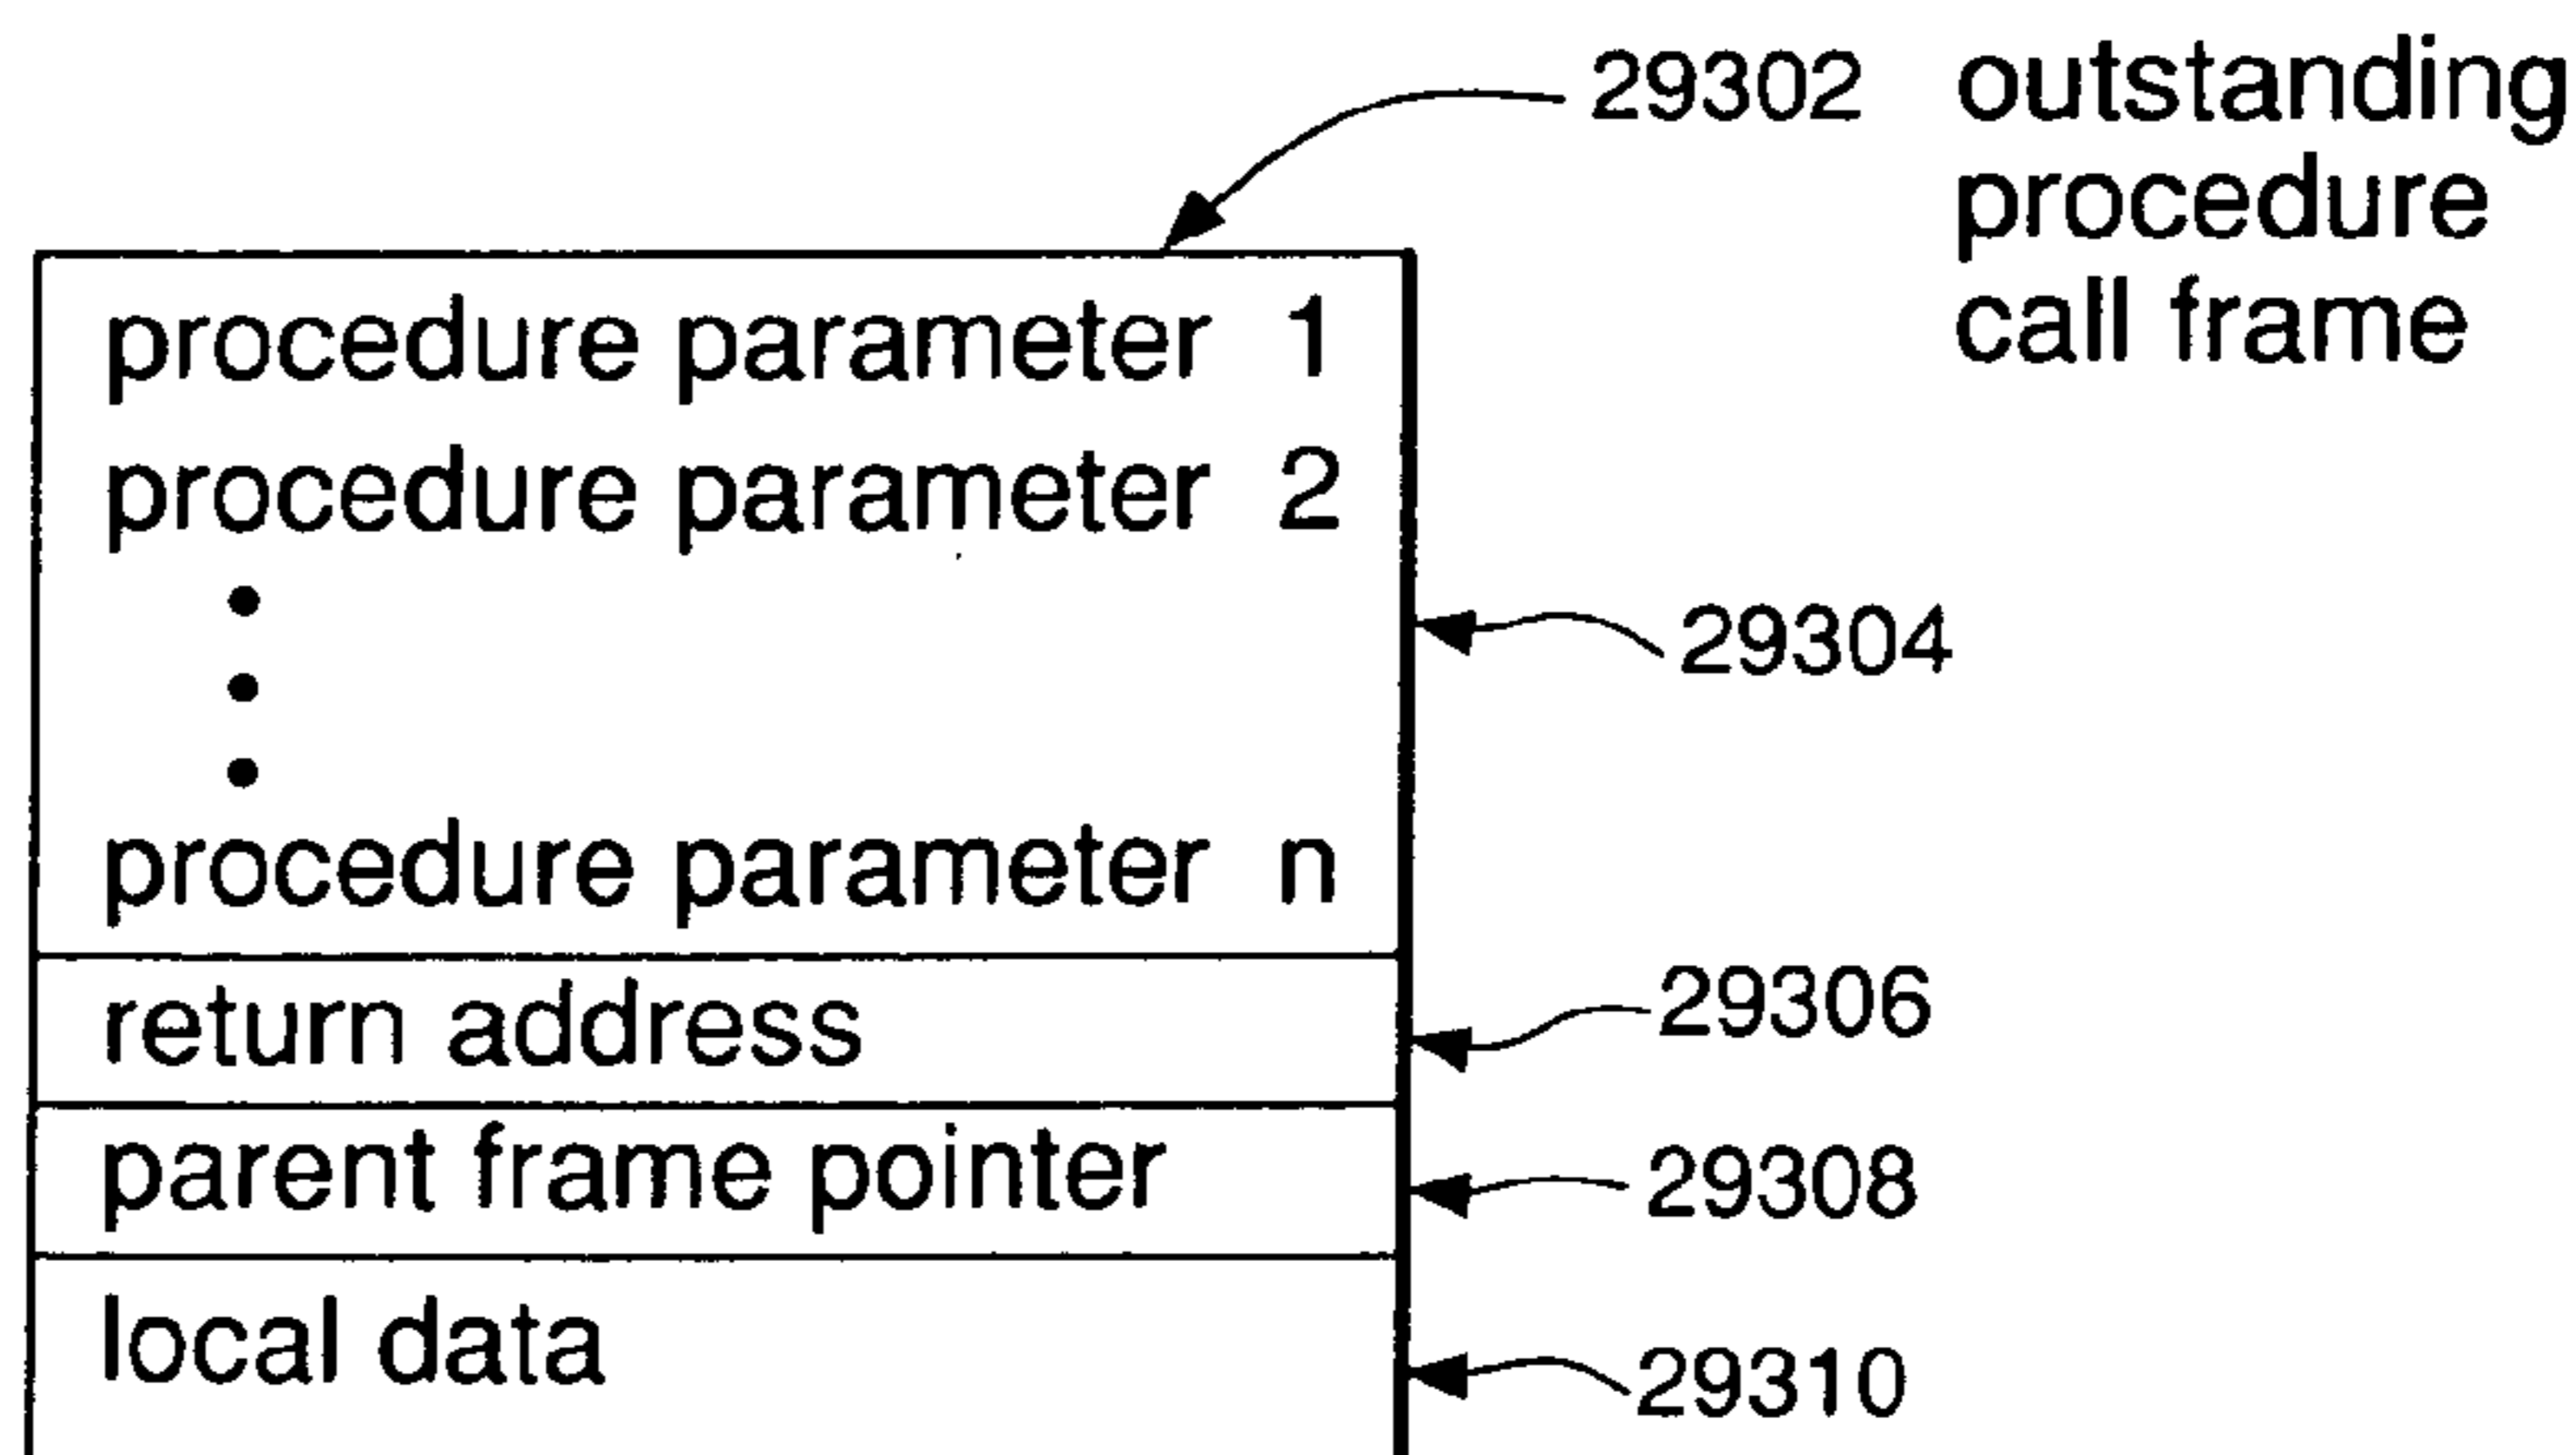 29302 outstanding
procedure
call frame
procedure parameter 1
procedure parameter 2
29304
procedure parameter n
return address
29306
parent frame pointer
29308
local data
29310